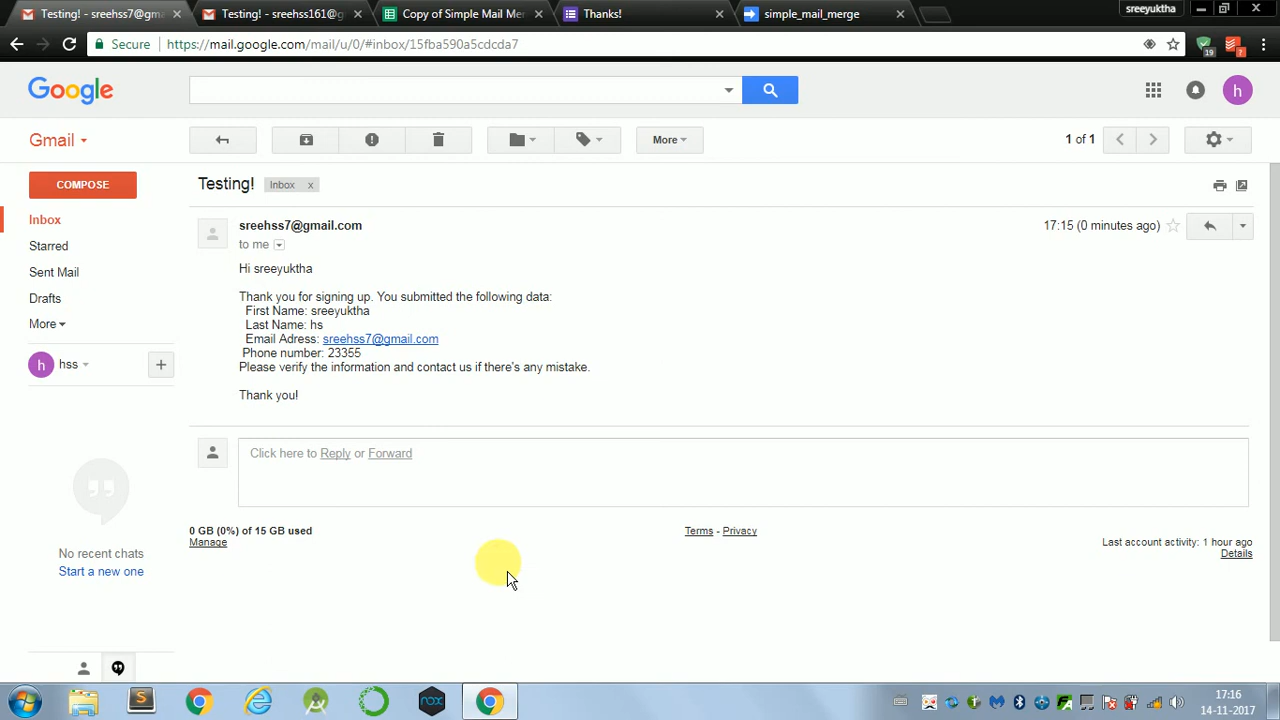 Testing! - sreehss7@gma
Testing! - sreehss161@g
Copy of Simple Mail Me
Thanks!
simple_mail_merge
sreeyuktha
Secure
https://mail.google.com/mail/u/0/#inbox/15fba590a5cdcda7
19
7
Google
h
Gmail
More
1 of 1
COMPOSE
Testing!
Inbox x
Inbox
Starred
Sent Mail
Drafts
More
h
hss
sreehss7@gmail.com
17:15 (0 minutes ago)
to me
Hi sreeyuktha
Thank you for signing up. You submitted the following data:
First Name: sreeyuktha
Last Name: hs
Email Adress: sreehss7@gmail.com
Phone number: 23355
Please verify the information and contact us if there's any mistake.
Thank you!
Click here to Reply or Forward
0 GB (0%) of 15 GB used
Manage
Terms - Privacy
Last account activity: 1 hour ago
Details
No recent chats
Start a new one
S
nox
17:16
14-11-2017